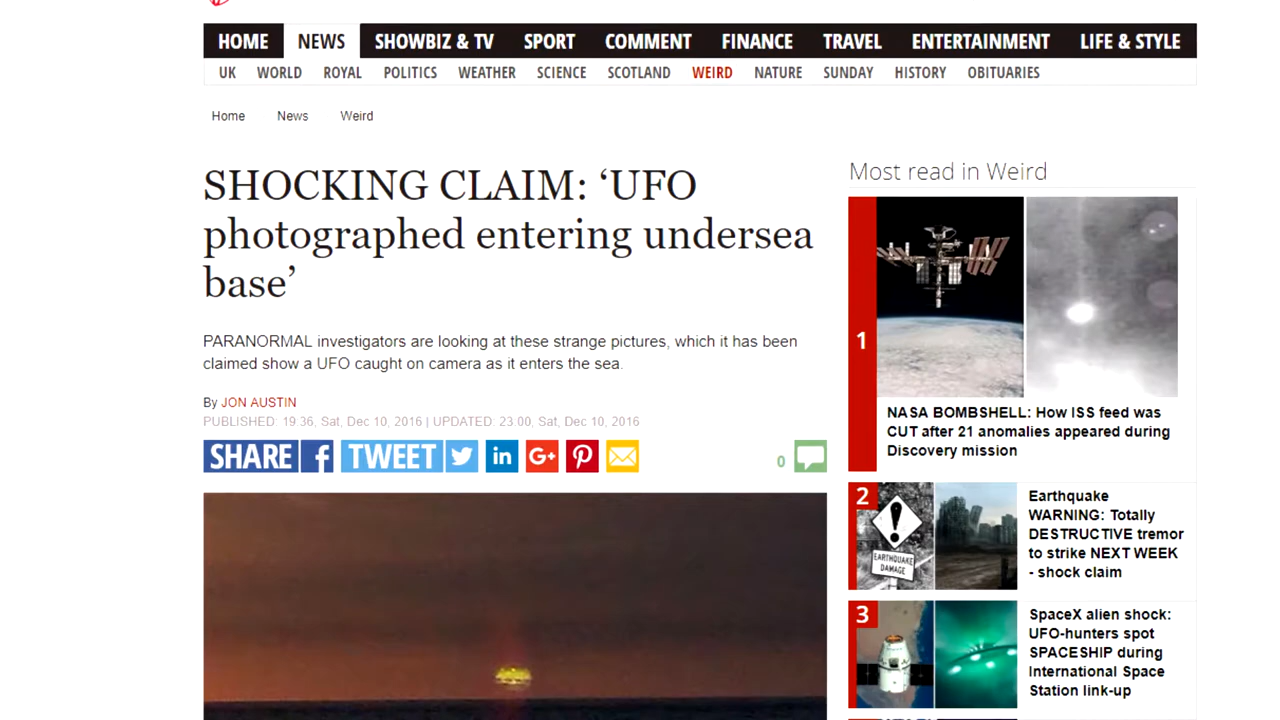 HOME NEWS SHOWBIZ & TV SPORT COMMENT FINANCE TRAVEL ENTERTAINMENT LIFE & STYLE
UK WORLD ROYAL POLITICS WEATHER SCIENCE SCOTLAND WEIRD NATURE SUNDAY HISTORY OBITUARIES
Home News Weird
SHOCKING CLAIM: ‘UFO
photographed entering undersea
base’
PARANORMAL investigators are looking at these strange pictures, which it has been
claimed show a UFO caught on camera as it enters the sea.
By JON AUSTIN
PUBLISHED: 19:36, Sat, Dec 10, 2016 | UPDATED: 23:00, Sat, Dec 10, 2016
SHARE f TWEET in G+ 0
Most read in Weird
1
NASA BOMBSHELL: How ISS feed was
CUT after 21 anomalies appeared during
Discovery mission
2
EARTHQUAKE
DAMAGE
Earthquake
WARNING: Totally
DESTRUCTIVE tremor
to strike NEXT WEEK
- shock claim
3
SpaceX alien shock:
UFO-hunters spot
SPACESHIP during
International Space
Station link-up